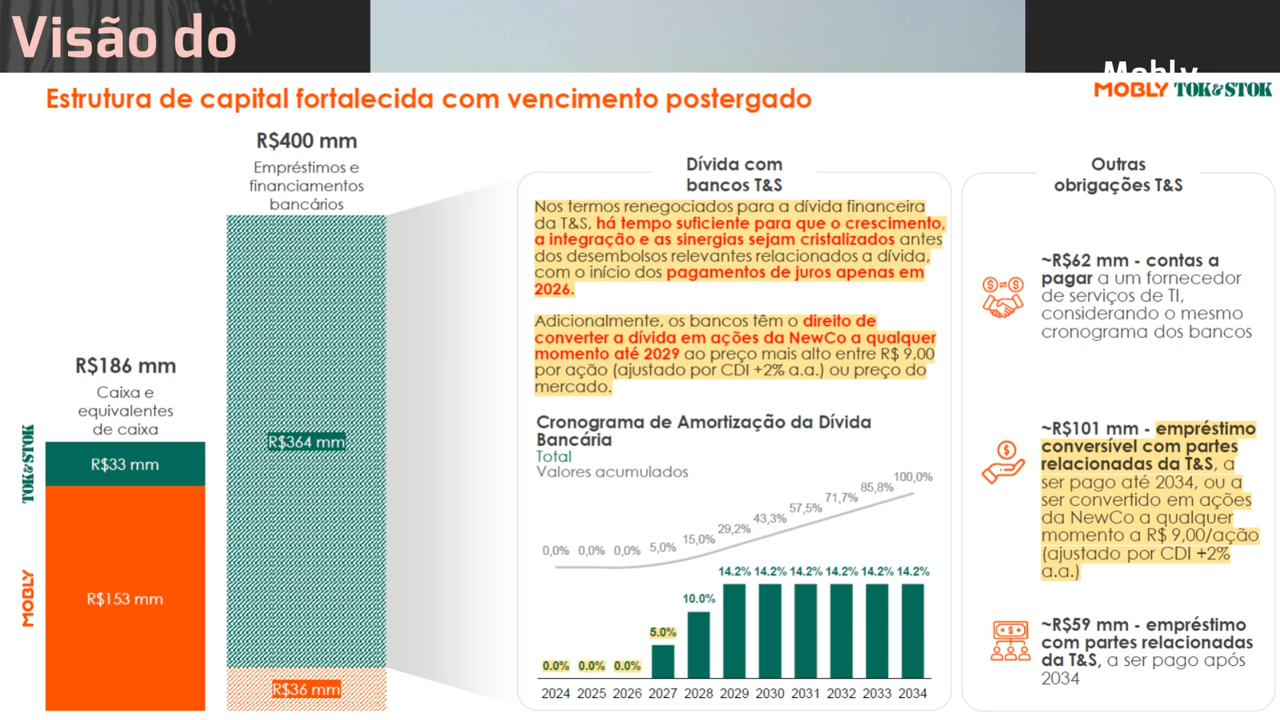 Visão do
Mobly
Estrutura de capital fortalecida com vencimento postergado
MOBLY TOK&STOK
R$400 mm
Empréstimos e
financiamentos
bancários
R$364 mm
R$36 mm
R$186 mm
Caixa e
equivalentes
de caixa
R$33 mm
R$153 mm
TOK&STOK
MOBLY
Dívida com
bancos T&S
Nos termos renegociados para a dívida financeira
da T&S, há tempo suficiente para que o crescimento,
a integração e as sinergias sejam cristalizados antes
dos desembolsos relevantes relacionados a dívida,
com o início dos pagamentos de juros apenas em
2026.
Adicionalmente, os bancos têm o direito de
converter a dívida em ações da NewCo a qualquer
momento até 2029 ao preço mais alto entre R$ 9,00
por ação (ajustado por CDI +2% a.a.) ou preço do
mercado.
Cronograma de Amortização da Dívida
Bancária
Total
Valores acumulados
0,0% 0,0% 0,0% 5,0% 15,0% 29,2% 43,3% 57,5% 71,7% 85,8% 100,0%
0.0% 0.0% 0.0% 5.0% 10.0% 14.2% 14.2% 14.2% 14.2% 14.2% 14.2%
2024 2025 2026 2027 2028 2029 2030 2031 2032 2033 2034
Outras
obrigações T&S
~R$62 mm - contas a
pagar a um fornecedor
de serviços de TI,
considerando o mesmo
cronograma dos bancos
~R$101 mm - empréstimo
conversível com partes
relacionadas da T&S, a
ser pago até 2034, ou a
ser convertido em ações
da NewCo a qualquer
momento a R$ 9,00/ação
(ajustado por CDI +2%
a.a.)
~R$59 mm - empréstimo
com partes relacionadas
da T&S, a ser pago após
2034